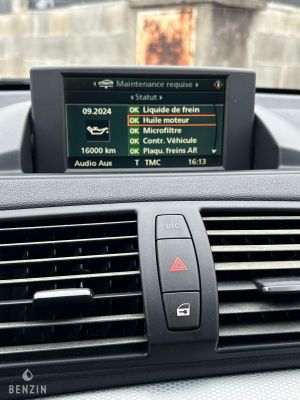 Maintenance requise
Statut
09.2024
OK Liquide de frein
OK Huile moteur
OK Microfiltre
OK Contr. Véhicule
16000 km
OK Plaqu. freins AR
Audio Aux T TMC 16:13
DTC
BENZIN